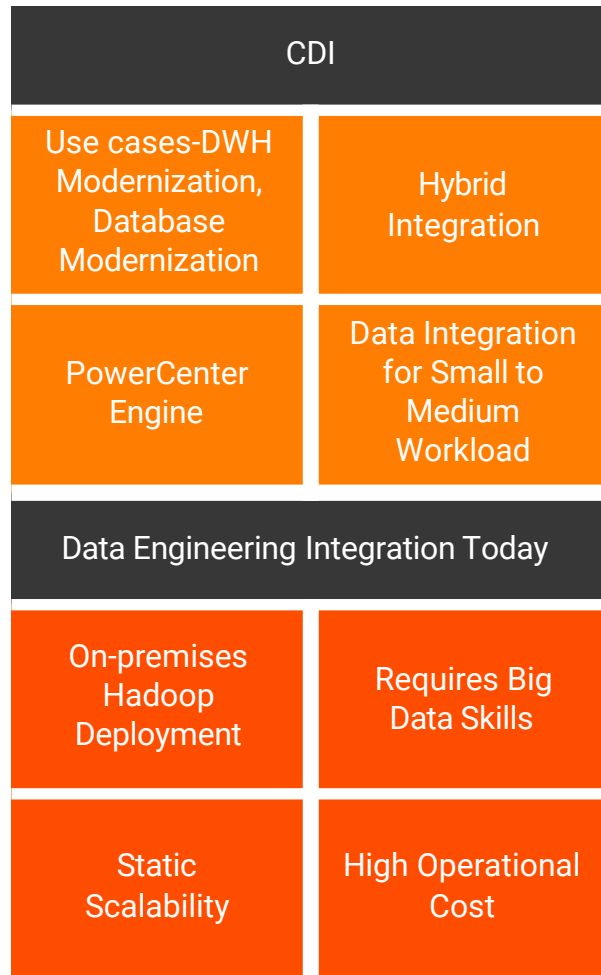 CDI
Use cases-DWH
Modernization,
Database
Modernization
Hybrid
Integration
PowerCenter
Engine
Data Integration
for Small to
Medium
Workload
Data Engineering Integration Today
On-premises
Hadoop
Deployment
Requires Big
Data Skills
Static
Scalability
High Operational
Cost